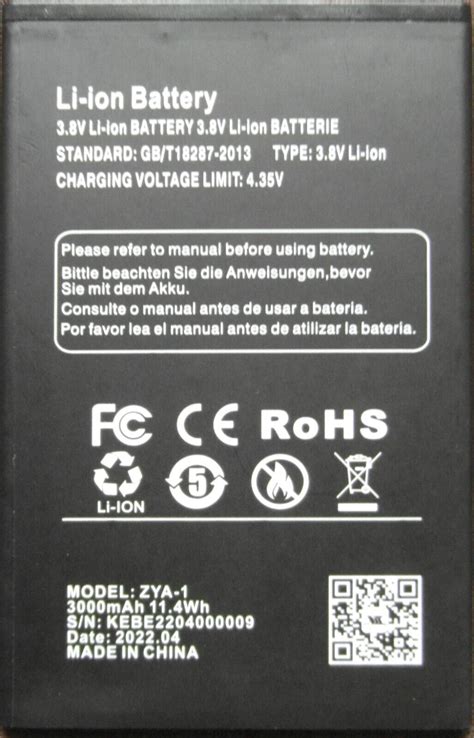 Li-ion Battery
3.8V Li-ion BATTERY 3.8V Li-ion BATTERIE
STANDARD: GB/T18287-2013 TYPE: 3.8V Li-ion
CHARGING VOLTAGE LIMIT: 4.35V
Please refer to manual before using battery.
Bittle beachten Sie die Anweisungen,bevor
Sie mit dem Akku.
Consulte o manual antes de usar a bateria.
Por favor lea el manual antes de atilizar la bateria.
FC CE RoHS
5
LI-ION
MODEL: ZYA-1
3000mAh 11.4Wh
S/N: KEBE2204000009
Date: 2022.04
MADE IN CHINA